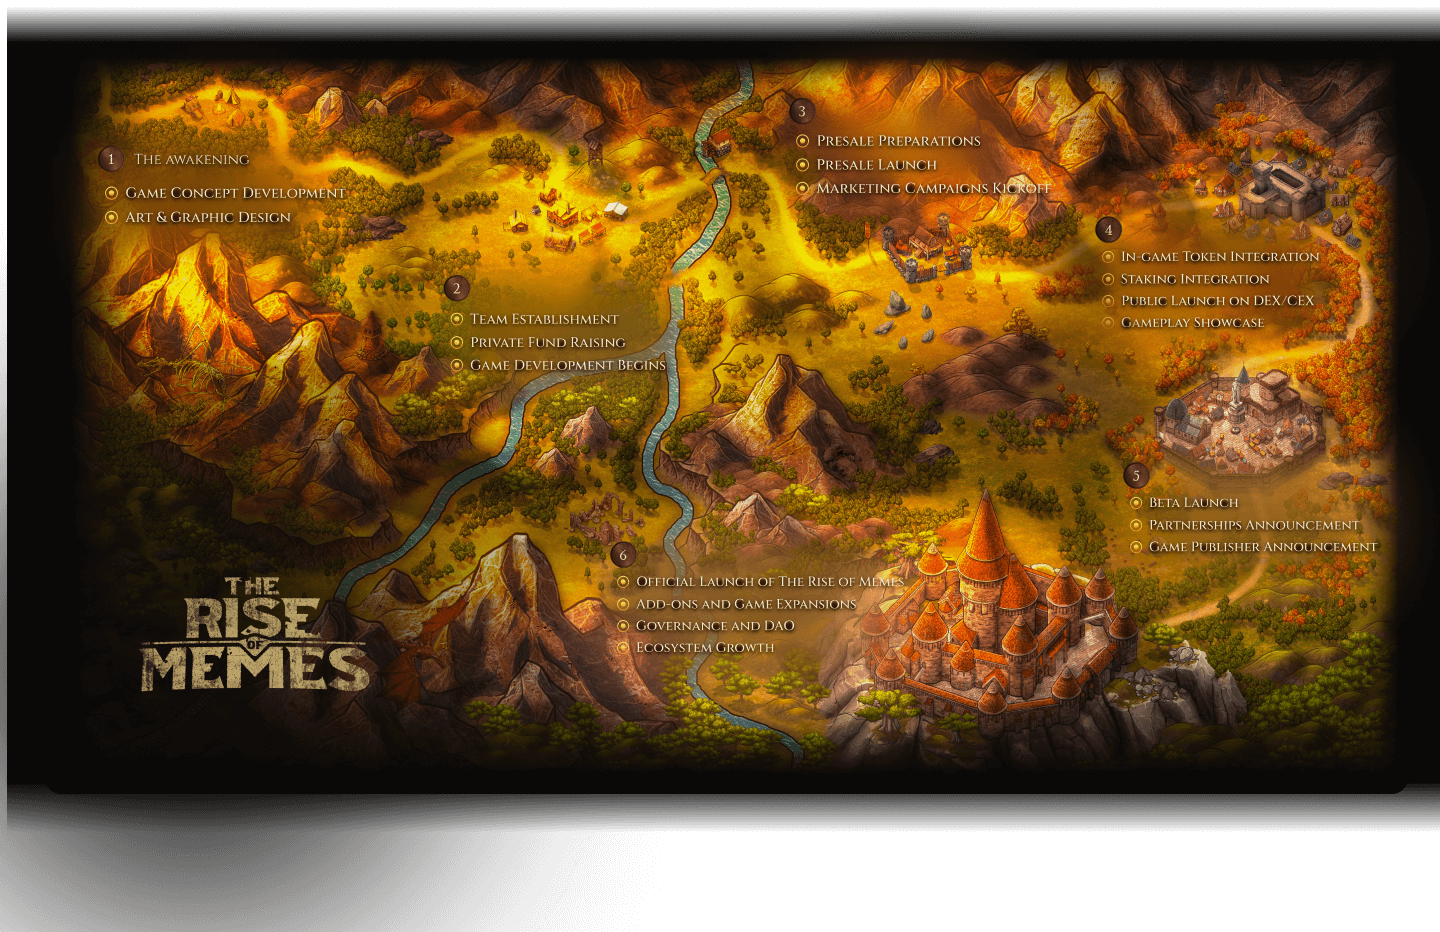 1 The awakening
Game Concept Development
Art & Graphic Design
2
Team Establishment
Private Fund Raising
Game Development Begins
3
Presale Preparations
Presale Launch
Marketing Campaigns Kickoff
4
In-game Token Integration
Staking Integration
Public Launch on DEX/CEX
Gameplay Showcase
5
Beta Launch
Partnerships Announcement
Game Publisher Announcement
6
Official Launch of The Rise of Memes
Add-ons and Game Expansions
Governance and DAO
Ecosystem Growth
THE
RISE
OF
MEMES